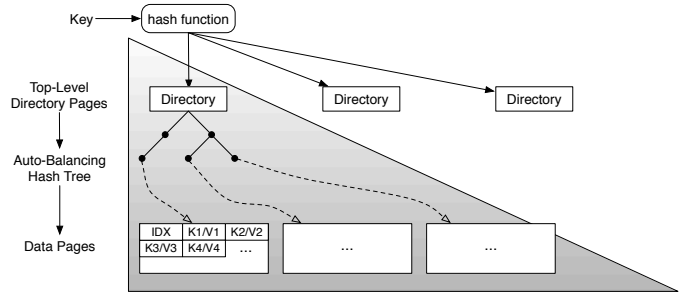 Key
hash function
Top-Level
Directory Pages
Directory
Directory
Directory
Auto-Balancing
Hash Tree
Data Pages
IDX K1/V1 K2/V2
K3/V3 K4/V4 ...
...
...